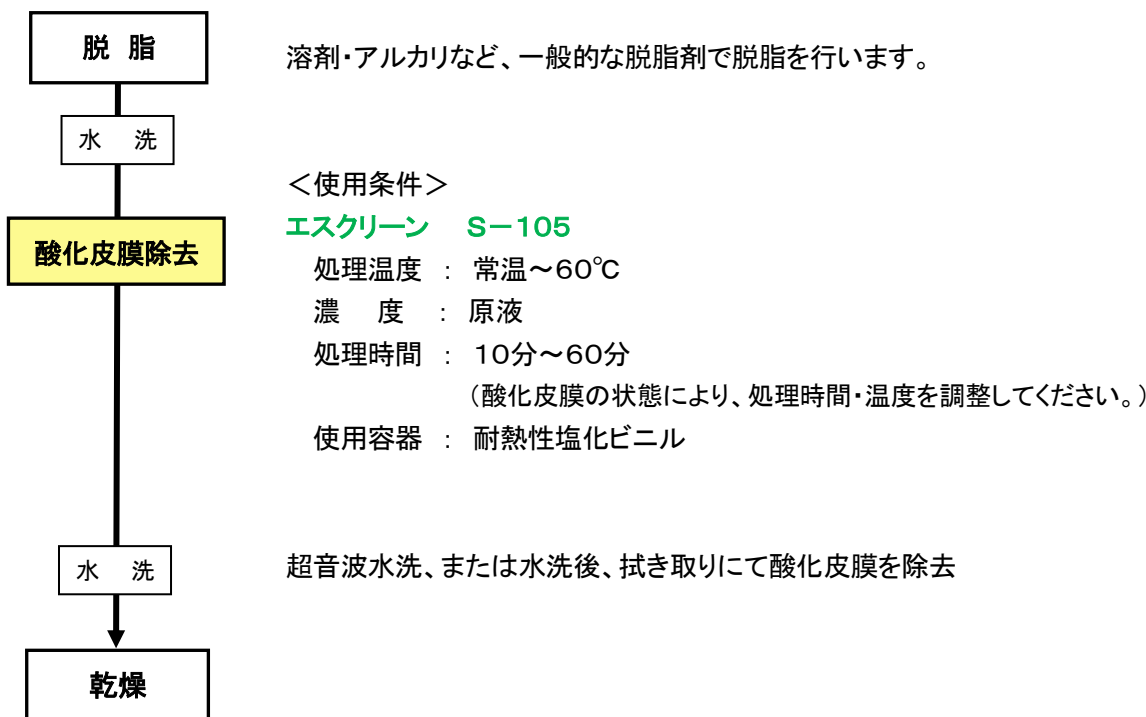 脱 脂
溶剤・アルカリなど、一般的な脱脂剤で脱脂を行います。
水 洗
＜使用条件＞
エスクリーン S－105
酸化皮膜除去
処理温度 ： 常温～60℃
濃 度 ： 原液
処理時間 ： 10分～60分
（酸化皮膜の状態により、処理時間・温度を調整してください。）
使用容器 ： 耐熱性塩化ビニル
水 洗
超音波水洗、または水洗後、拭き取りにて酸化皮膜を除去
乾燥